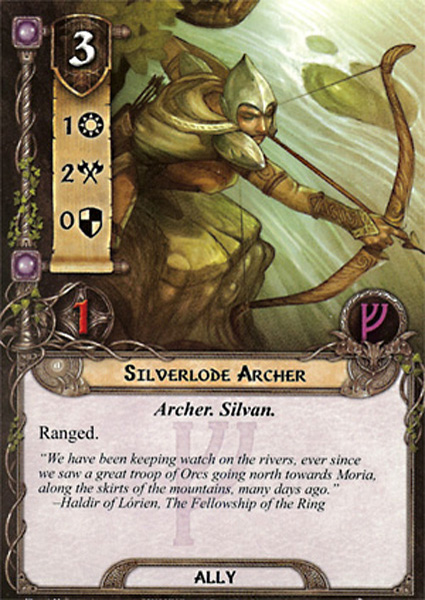 3
1
2
0
1
Silverlode Archer
Archer. Silvan.
Ranged.
“We have been keeping watch on the rivers, ever since
we saw a great troop of Orcs going north towards Moria,
along the skirts of the mountains, many days ago.”
–Haldir of Lórien, The Fellowship of the Ring
ALLY